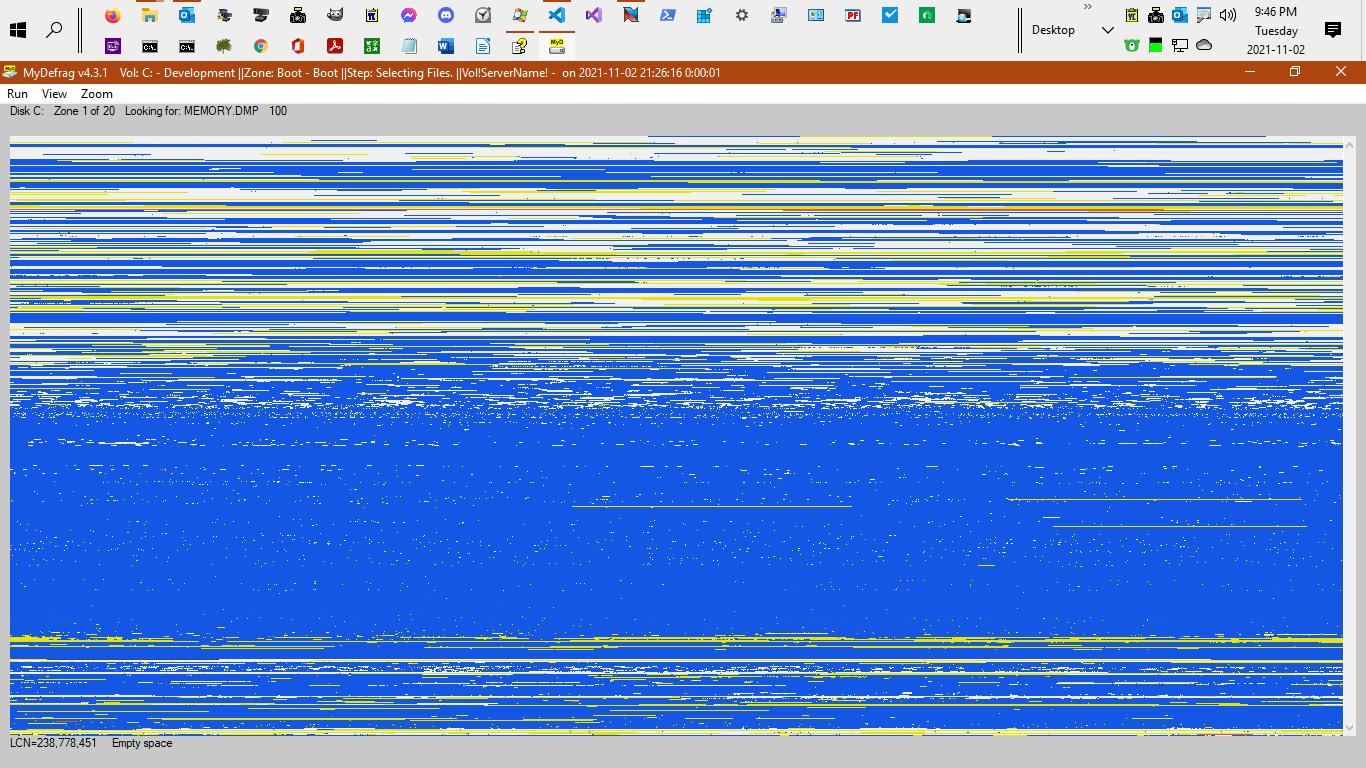 9:46 PM
Desktop
Tuesday
2021-11-02
MyDefrag v4.3.1 Vol: C: - Development ||Zone: Boot - Boot ||Step: Selecting Files. ||Vol!ServerName! - on 2021-11-02 21:26:16 0:00:01
Run View Zoom
Disk C: Zone 1 of 20 Looking for: MEMORY.DMP 100
LCN=238,778,451 Empty space